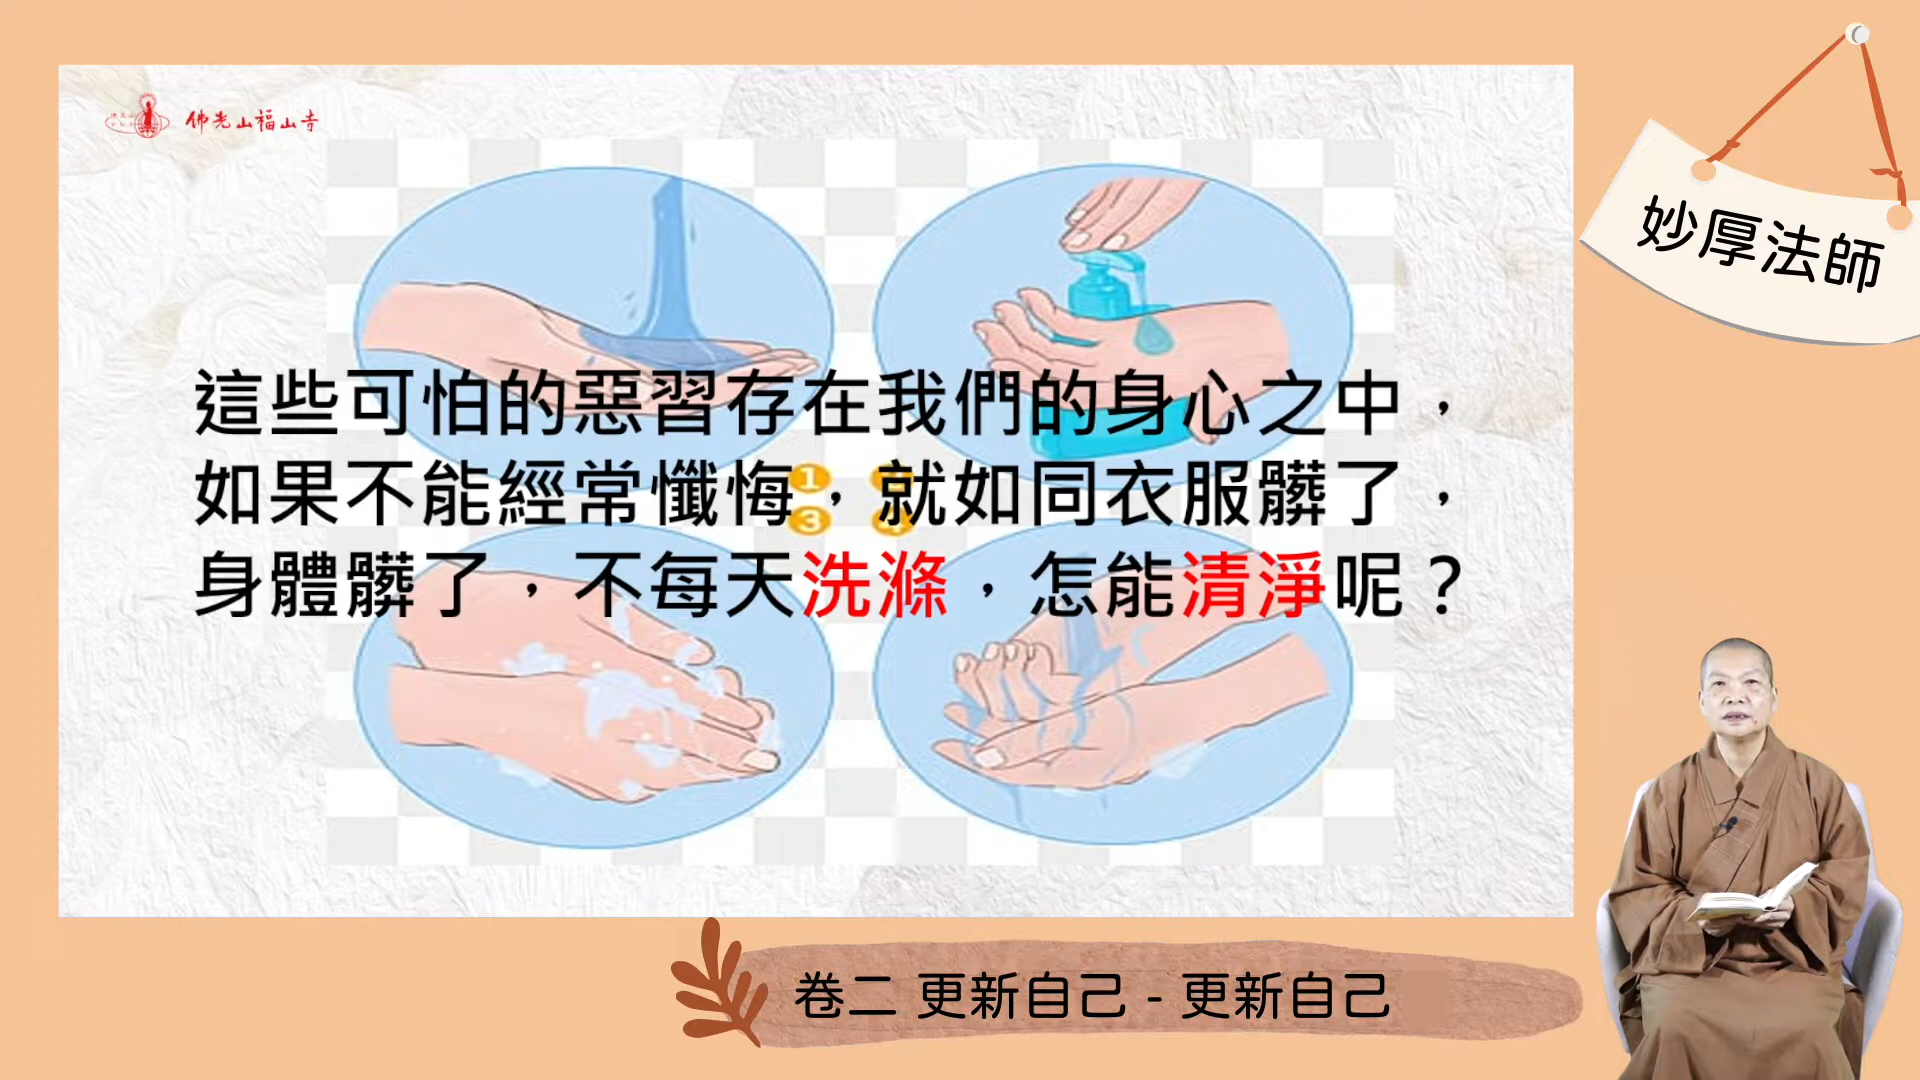 佛光山福山寺
妙厚法師
這些可怕的惡習存在我們的身心之中，
如果不能經常懺悔，就如同衣服髒了，
身體髒了，不每天洗滌，怎能清淨呢？
1
3
卷二 更新自己 - 更新自己